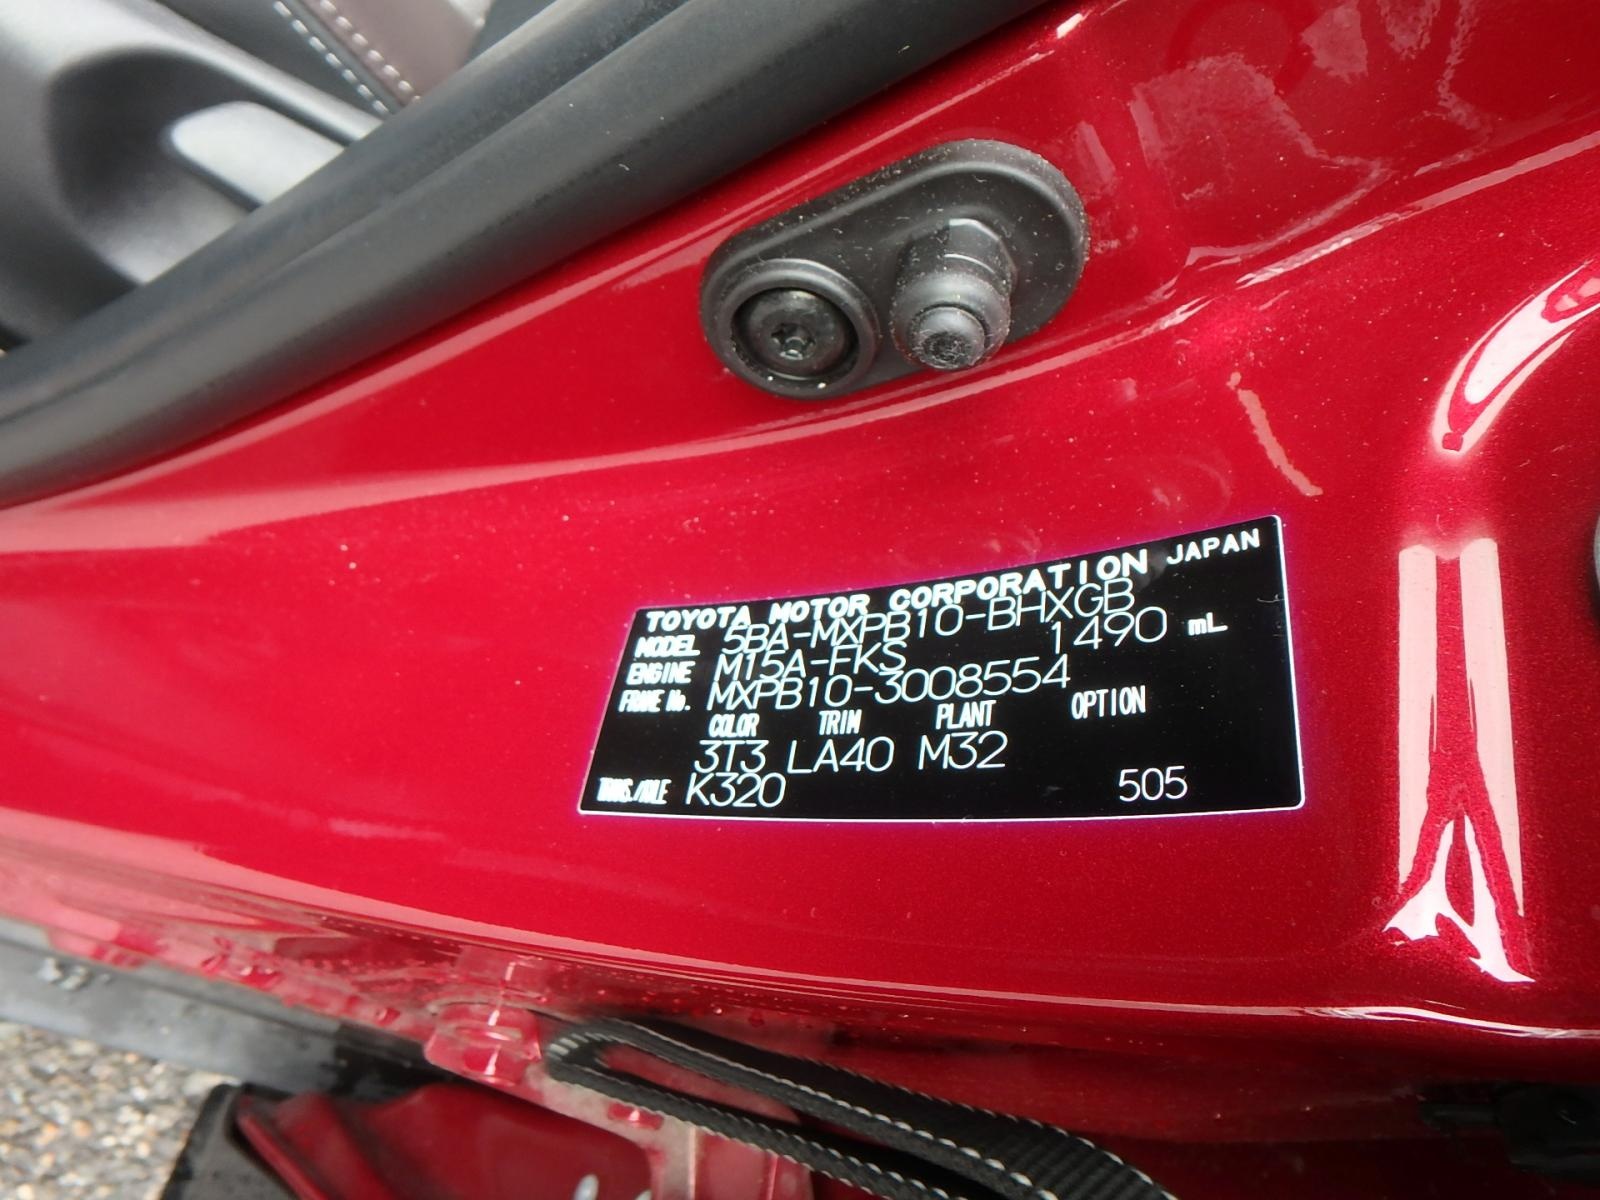 TOYOTA MOTOR CORPORATION JAPAN
MODEL 5BA-MXPB10-BHXGB
ENGINE M15A-FKS 1490 mL
FRAME No. MXPB10-3008554
COLOR TRIM PLANT OPTION
3T3 LA40 M32
TRANS./AXLE K320 505